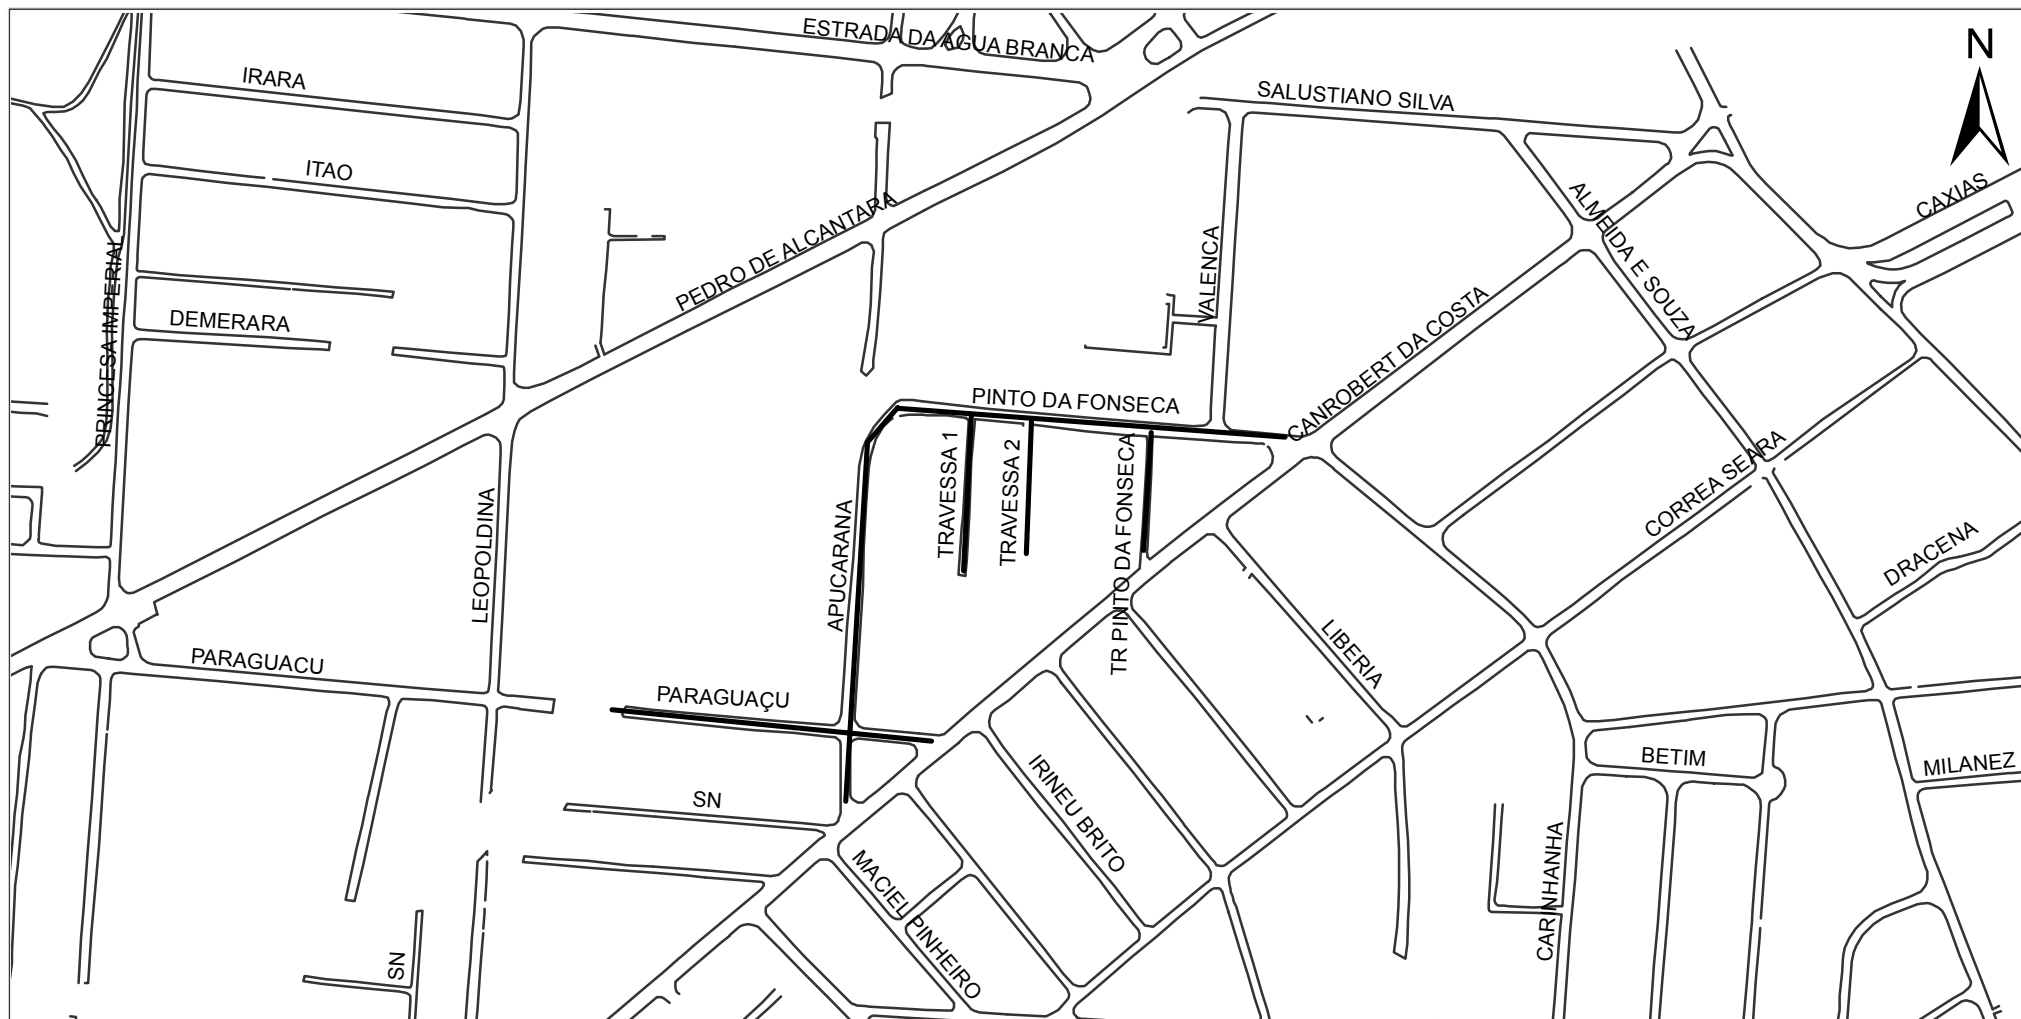 ESTRADA DA AGUA BRANCA
N
IRARA
SALUSTIANO SILVA
ITAO
CAXIAS
PEDRO DE ALCANTARA
ALMEIDA E SOUZA
VALENCA
PRINCESA IMPERIAL
DEMERARA
CANROBERT DA COSTA
PINTO DA FONSECA
TRAVESSA 1
TRAVESSA 2
TR PINTO DA FONSECA
CORREA SEARA
LEOPOLDINA
APUCARANA
DRACENA
LIBERIA
PARAGUACU
PARAGUAÇU
BETIM
MILANEZ
IRINEU BRITO
SN
MACIEL PINHEIRO
CARINHANHA
SN